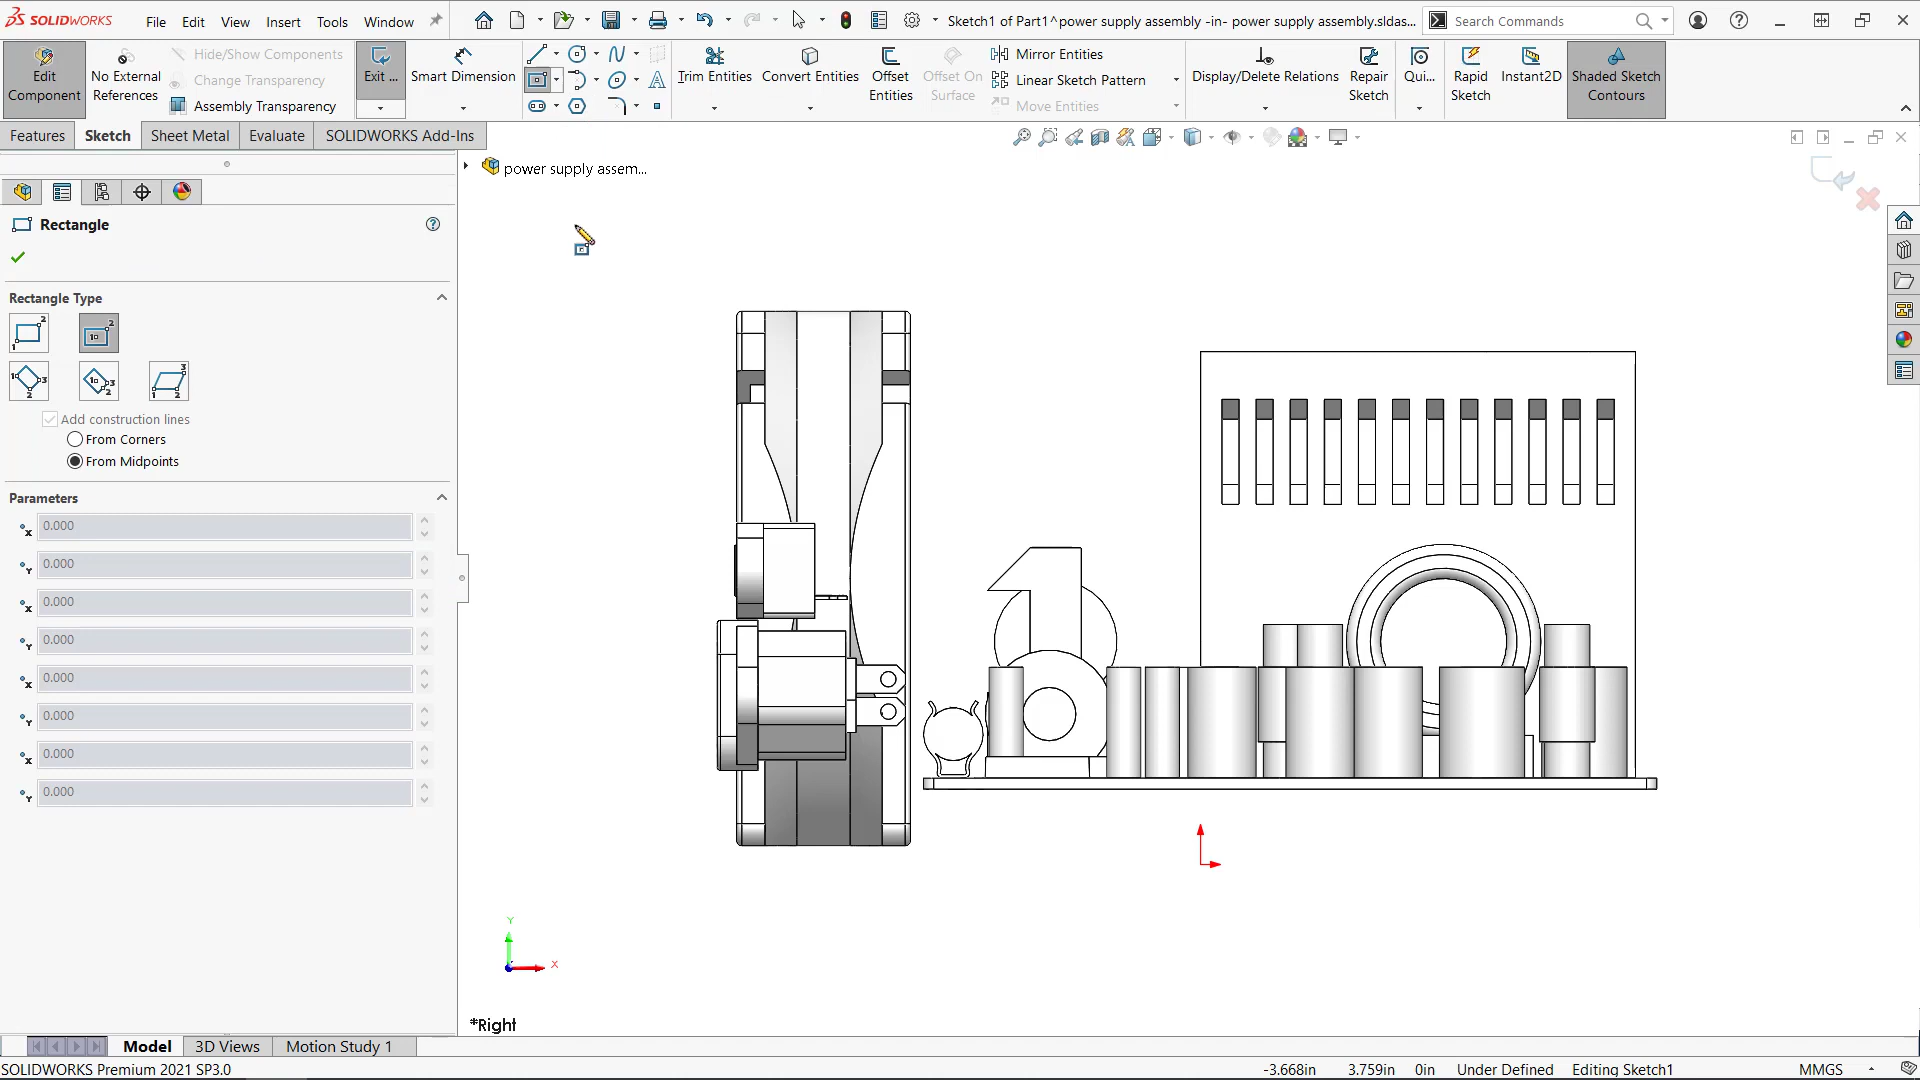 SOLIDWORKS File Edit View Insert Tools Window
Sketch1 of Part1^power supply assembly -in- power supply assembly.sldas...
Search Commands
Edit Component
No External References
Hide/Show Components
Change Transparency
Assembly Transparency
Exit ...
Smart Dimension
Trim Entities
Convert Entities
Offset Entities
Offset On Surface
Mirror Entities
Linear Sketch Pattern
Move Entities
Display/Delete Relations
Repair Sketch
Qui...
Rapid Sketch
Instant2D
Shaded Sketch Contours
Features Sketch Sheet Metal Evaluate SOLIDWORKS Add-Ins
power supply assem...
Rectangle
Rectangle Type
Add construction lines
From Corners
From Midpoints
Parameters
x 0.000
Y 0.000
x 0.000
Y 0.000
x 0.000
Y 0.000
x 0.000
Y 0.000
Y
X
*Right
Model 3D Views Motion Study 1
SOLIDWORKS Premium 2021 SP3.0
-3.668in 3.759in 0in Under Defined Editing Sketch1 MMGS